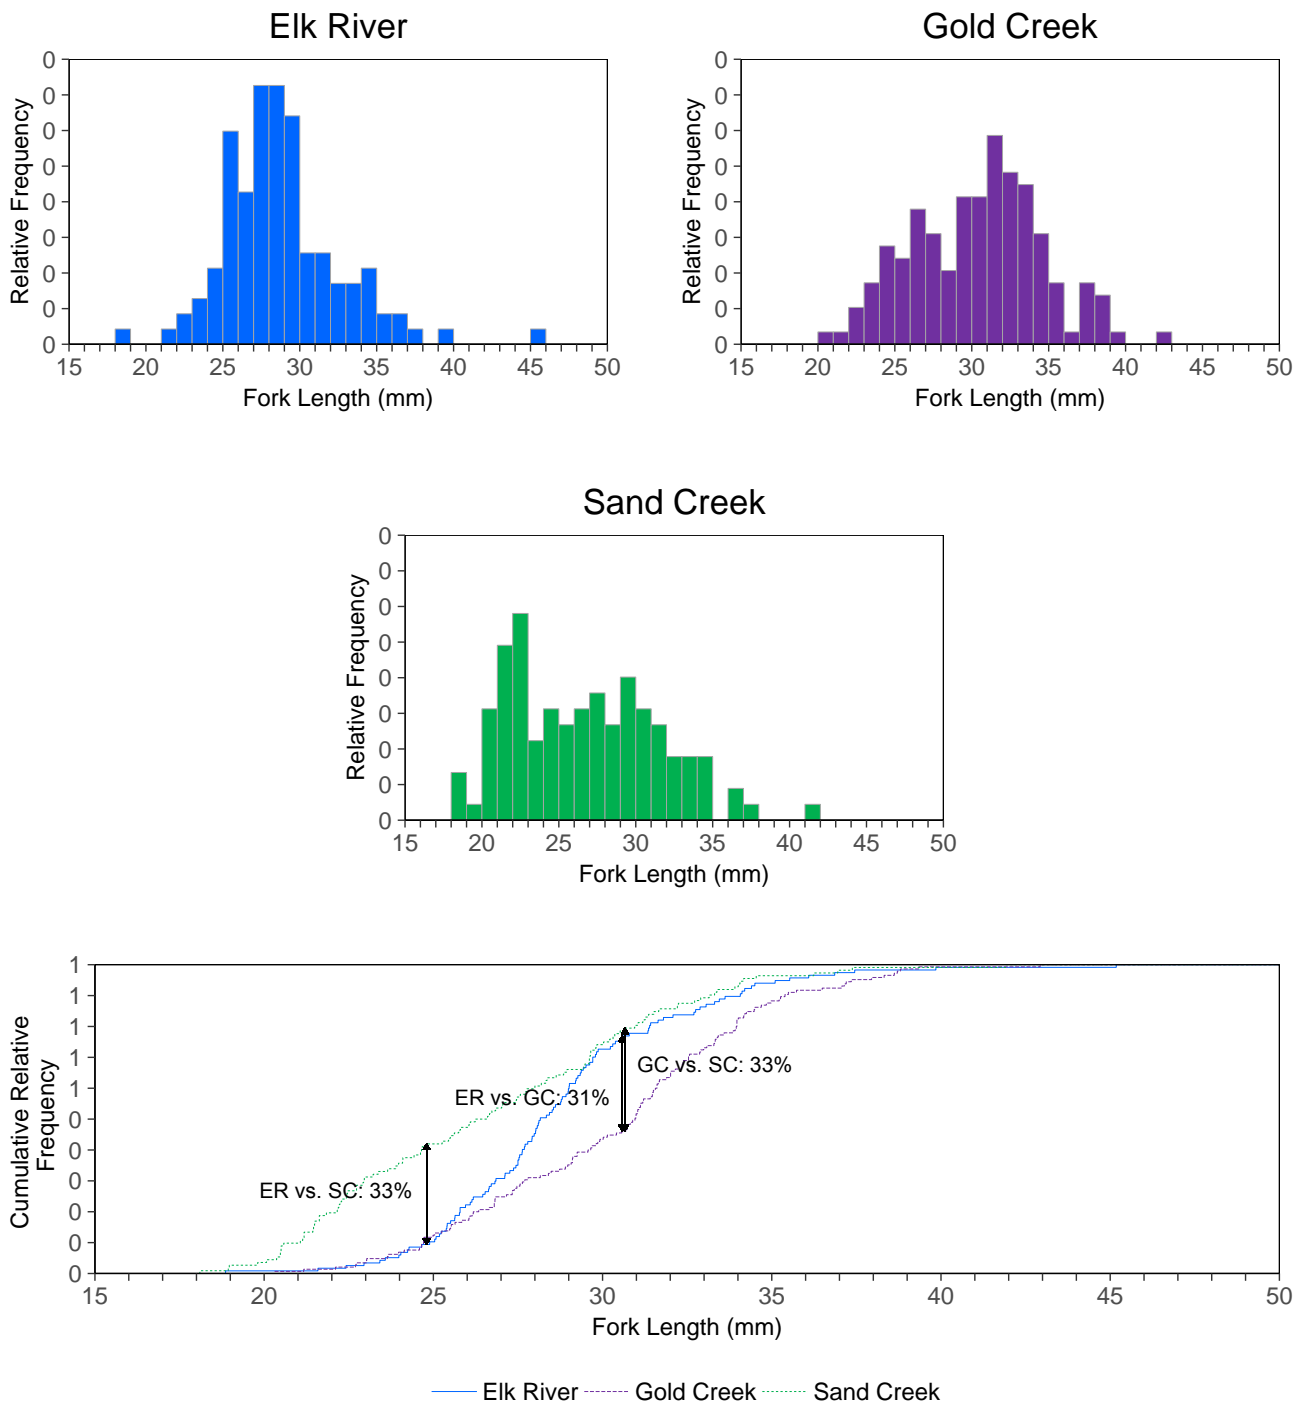 Elk River
Gold Creek
0
0
0
0
0
0
0
0
0
Relative Frequency
15 20 25 30 35 40 45 50
Fork Length (mm)
0
0
0
0
0
0
0
0
0
Relative Frequency
15 20 25 30 35 40 45 50
Fork Length (mm)
Sand Creek
0
0
0
0
0
0
0
0
0
Relative Frequency
15 20 25 30 35 40 45 50
Fork Length (mm)
1
1
1
1
1
0
0
0
0
0
0
Cumulative Relative
Frequency
GC vs. SC: 33%
ER vs. GC: 31%
ER vs. SC: 33%
15 20 25 30 35 40 45 50
Fork Length (mm)
Elk River Gold Creek Sand Creek